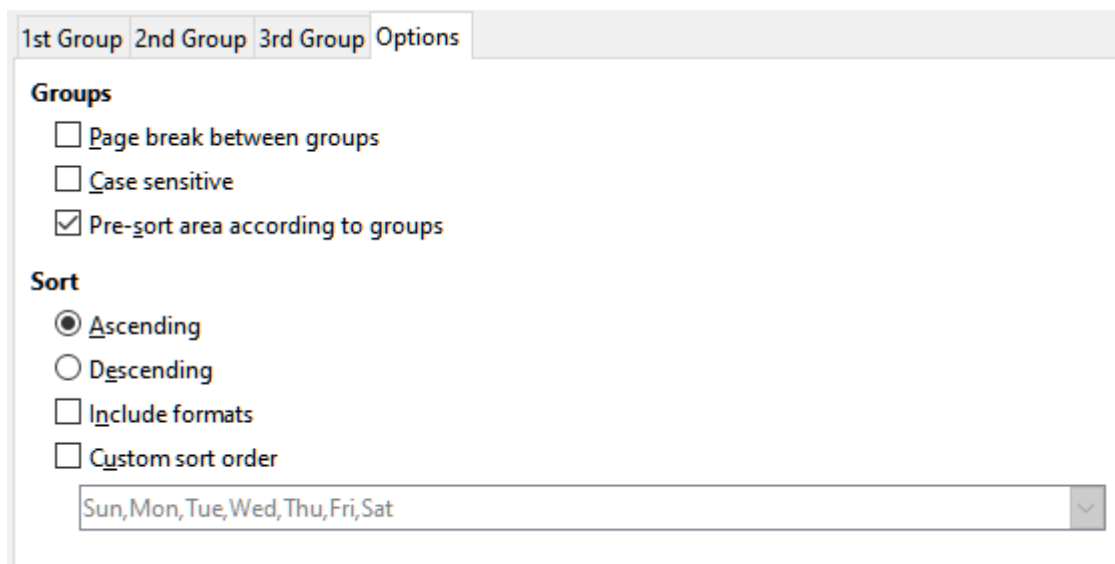 1st Group 2nd Group 3rd Group Options
Groups
Page break between groups
Case sensitive
Pre-sort area according to groups
Sort
Ascending
Descending
Include formats
Custom sort order
Sun,Mon,Tue,Wed,Thu,Fri,Sat